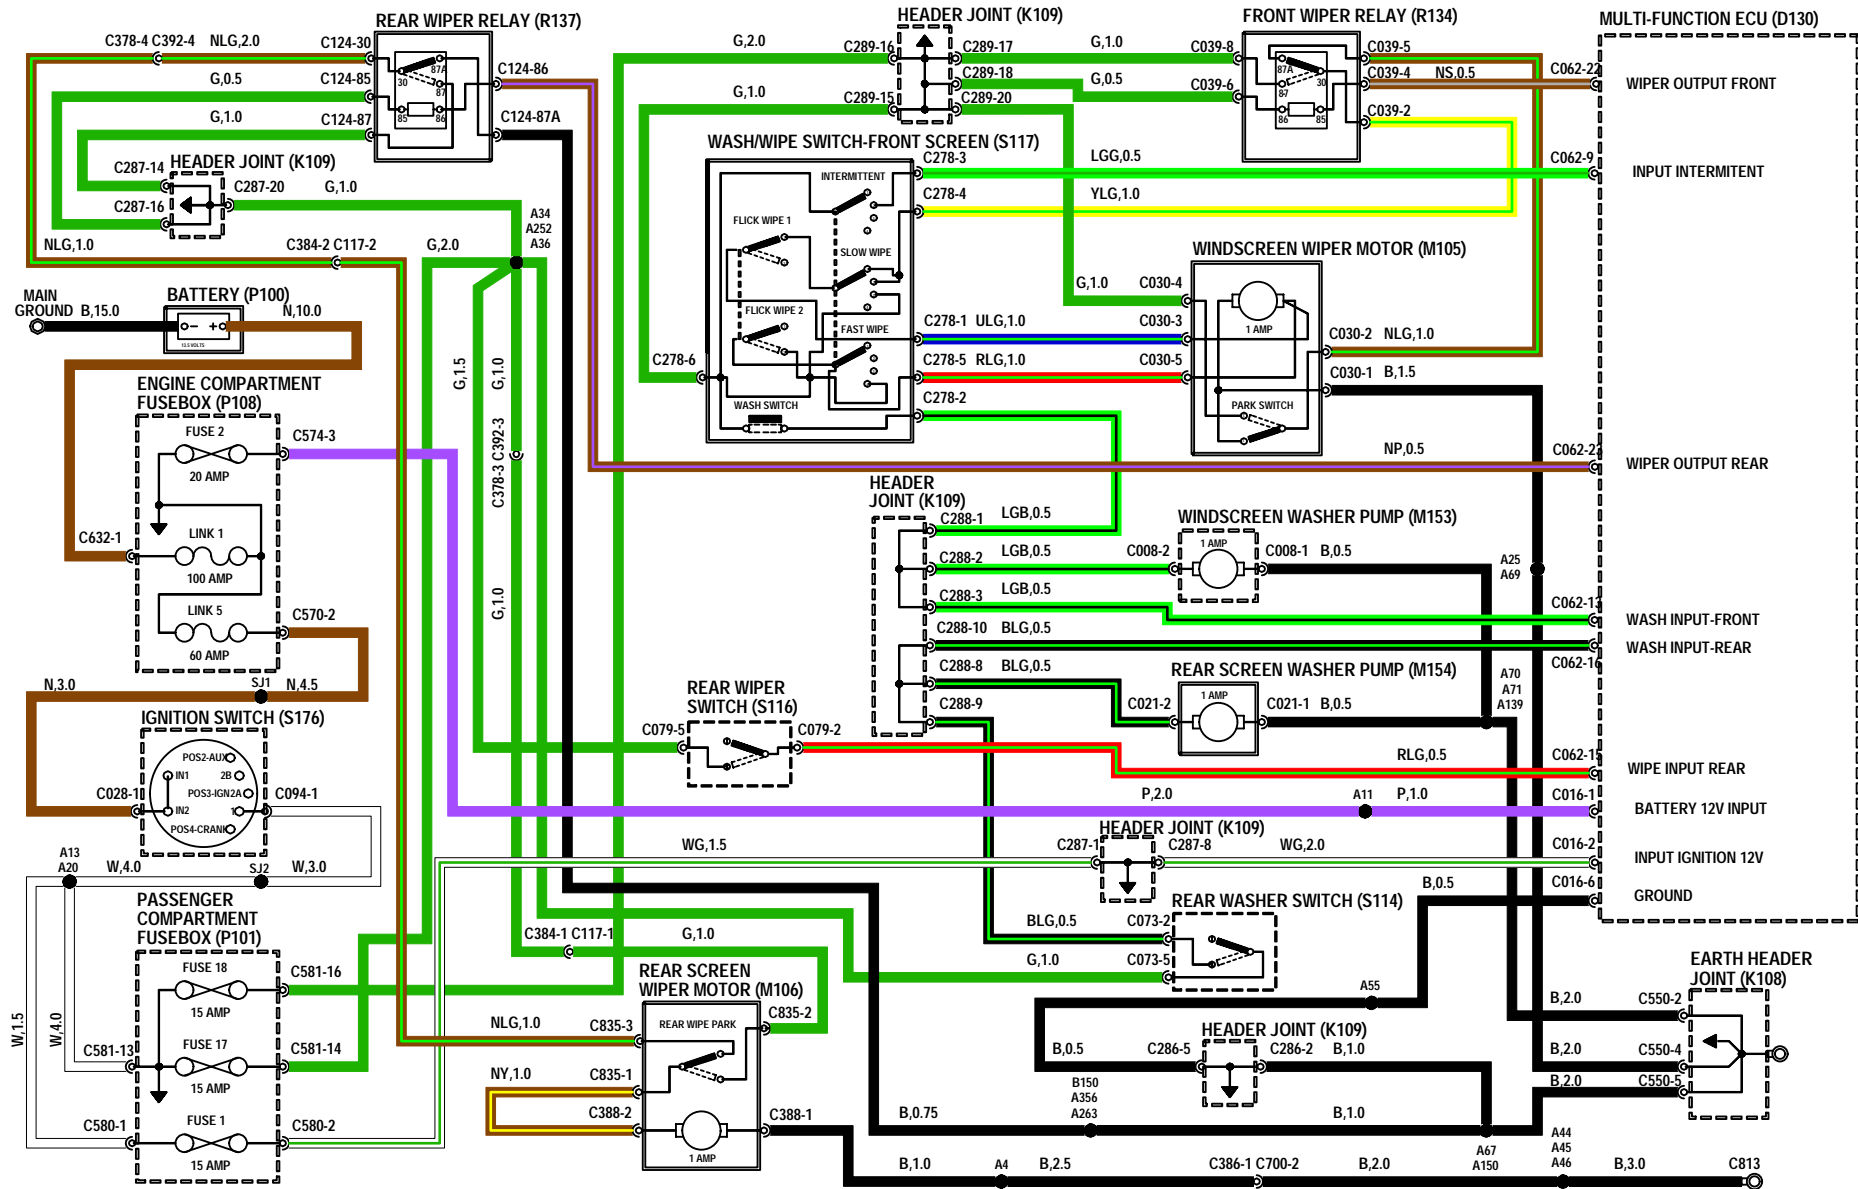 REAR WIPER RELAY (R137)
HEADER JOINT (K109)
FRONT WIPER RELAY (R134)
MULTI-FUNCTION ECU (D130)
C378-4 C392-4 NLG,2.0 C124-30
87A
30
87
85
86
C124-86
G,0.5 C124-85
G,1.0 C124-87
C124-87A
G,2.0 C289-16
C289-17 G,1.0 C039-8
C289-18 G,0.5 C039-6
G,1.0 C289-15
C289-20
87A
87
30
86
85
C039-5
C039-4 NS,0.5 C062-22
C039-2
WIPER OUTPUT FRONT
HEADER JOINT (K109)
C287-14
C287-16
C287-20 G,1.0
A34
A252
A36
NLG,1.0
C384-2 C117-2
G,2.0
WASH/WIPE SWITCH-FRONT SCREEN (S117)
INTERMITTENT
FLICK WIPE 1
SLOW WIPE
FLICK WIPE 2
FAST WIPE
WASH SWITCH
C278-6
C278-3 LGG,0.5 C062-9
INPUT INTERMITENT
C278-4 YLG,1.0
C278-1 ULG,1.0 C030-3
C278-5 RLG,1.0 C030-5
C278-2
WINDSCREEN WIPER MOTOR (M105)
G,1.0 C030-4
1 AMP
PARK SWITCH
C030-2 NLG,1.0
C030-1 B,1.5
MAIN
GROUND B,15.0
BATTERY (P100)
13.5 VOLTS
N,10.0
G,1.5
G,1.0
C378-3 C392-3
G,1.0
ENGINE COMPARTMENT
FUSEBOX (P108)
FUSE 2
20 AMP
C574-3
C632-1
LINK 1
100 AMP
LINK 5
60 AMP
C570-2
NP,0.5 C062-23
WIPER OUTPUT REAR
HEADER
JOINT (K109)
C288-1 LGB,0.5
C288-2 LGB,0.5 C008-2
C288-3 LGB,0.5
C288-10 BLG,0.5
C288-8 BLG,0.5
C288-9
WINDSCREEN WASHER PUMP (M153)
1 AMP
C008-1 B,0.5
A25
A69
C062-13
WASH INPUT-FRONT
WASH INPUT-REAR
C062-16
REAR SCREEN WASHER PUMP (M154)
1 AMP
C021-2
C021-1 B,0.5
A70
A71
A139
N,3.0 SJ1 N,4.5
IGNITION SWITCH (S176)
POS2-AUX
IN1
2B
POS3-IGN2A
IN2
1
POS4-CRANK
C028-1
C094-1
REAR WIPER
SWITCH (S116)
C079-5
C079-2
RLG,0.5 C062-15
WIPE INPUT REAR
P,2.0 A11 P,1.0 C016-1
BATTERY 12V INPUT
HEADER JOINT (K109)
WG,1.5 C287-1
C287-8 WG,2.0 C016-2
INPUT IGNITION 12V
B,0.5 C016-6
GROUND
A13
A20
W,4.0 SJ2 W,3.0
PASSENGER
COMPARTMENT
FUSEBOX (P101)
FUSE 18
15 AMP
C581-16
FUSE 17
15 AMP
C581-13
C581-14
FUSE 1
15 AMP
C580-1
C580-2
W,1.5
W,4.0
REAR WASHER SWITCH (S114)
BLG,0.5 C073-2
G,1.0 C073-5
C384-1 C117-1 G,1.0
REAR SCREEN
WIPER MOTOR (M106)
REAR WIPE PARK
1 AMP
C835-2
NLG,1.0 C835-3
NY,1.0 C835-1
C388-2
C388-1
A55
HEADER JOINT (K109)
B,0.5 C286-5
C286-2 B,1.0
EARTH HEADER
JOINT (K108)
B,2.0 C550-2
B,2.0 C550-4
B,2.0 C550-5
B150
A356
A263
B,0.75
B,1.0
A67
A150
A44
A45
A46
B,1.0 A4 B,2.5 C386-1 C700-2 B,2.0 B,3.0 C813